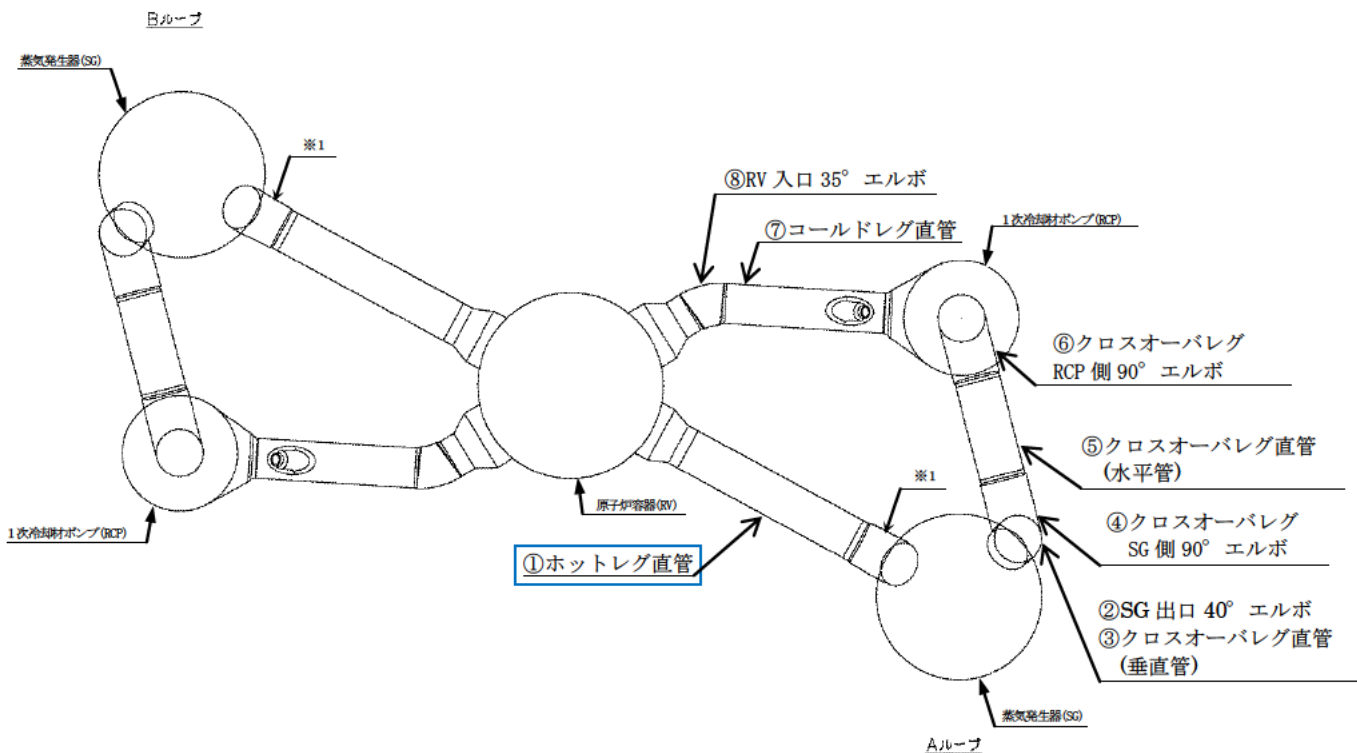 Bループ
蒸気発生器(SG)
※1
⑧RV 入口 35° エルボ
⑦コールドレグ直管
1次冷却材ポンプ(RCP)
⑥クロスオーバレグ
RCP 側 90° エルボ
⑤クロスオーバレグ直管
(水平管)
※1
原子炉容器(RV)
1次冷却材ポンプ(RCP)
④クロスオーバレグ
SG 側 90° エルボ
①ホットレグ直管
②SG 出口 40° エルボ
③クロスオーバレグ直管
(垂直管)
蒸気発生器(SG)
Aループ